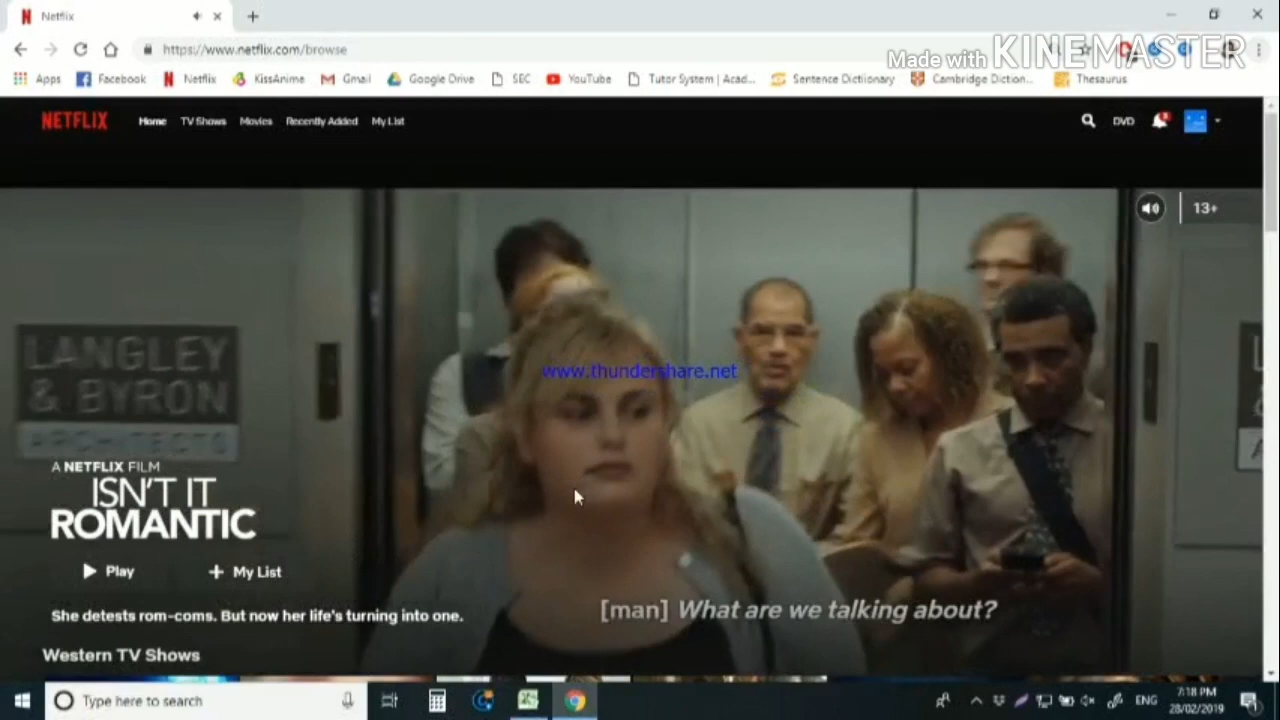 Netflix
https://www.netflix.com/browse
Made with KINEMASTER
Apps Facebook Netflix KissAnime Gmail Google Drive SEC YouTube Tutor System | Acad... Sentence Dictionary Cambridge Diction... Thesaurus
NETFLIX Home TV Shows Movies Recently Added My List DVD
13+
LANGLEY
& BYRON
ARCHITECTS
www.thundershare.net
A NETFLIX FILM
ISN'T IT
ROMANTIC
Play + My List
[man] What are we talking about?
She detests rom-coms. But now her life's turning into one.
Western TV Shows
Type here to search
ENG
7:18 PM
28/02/2019